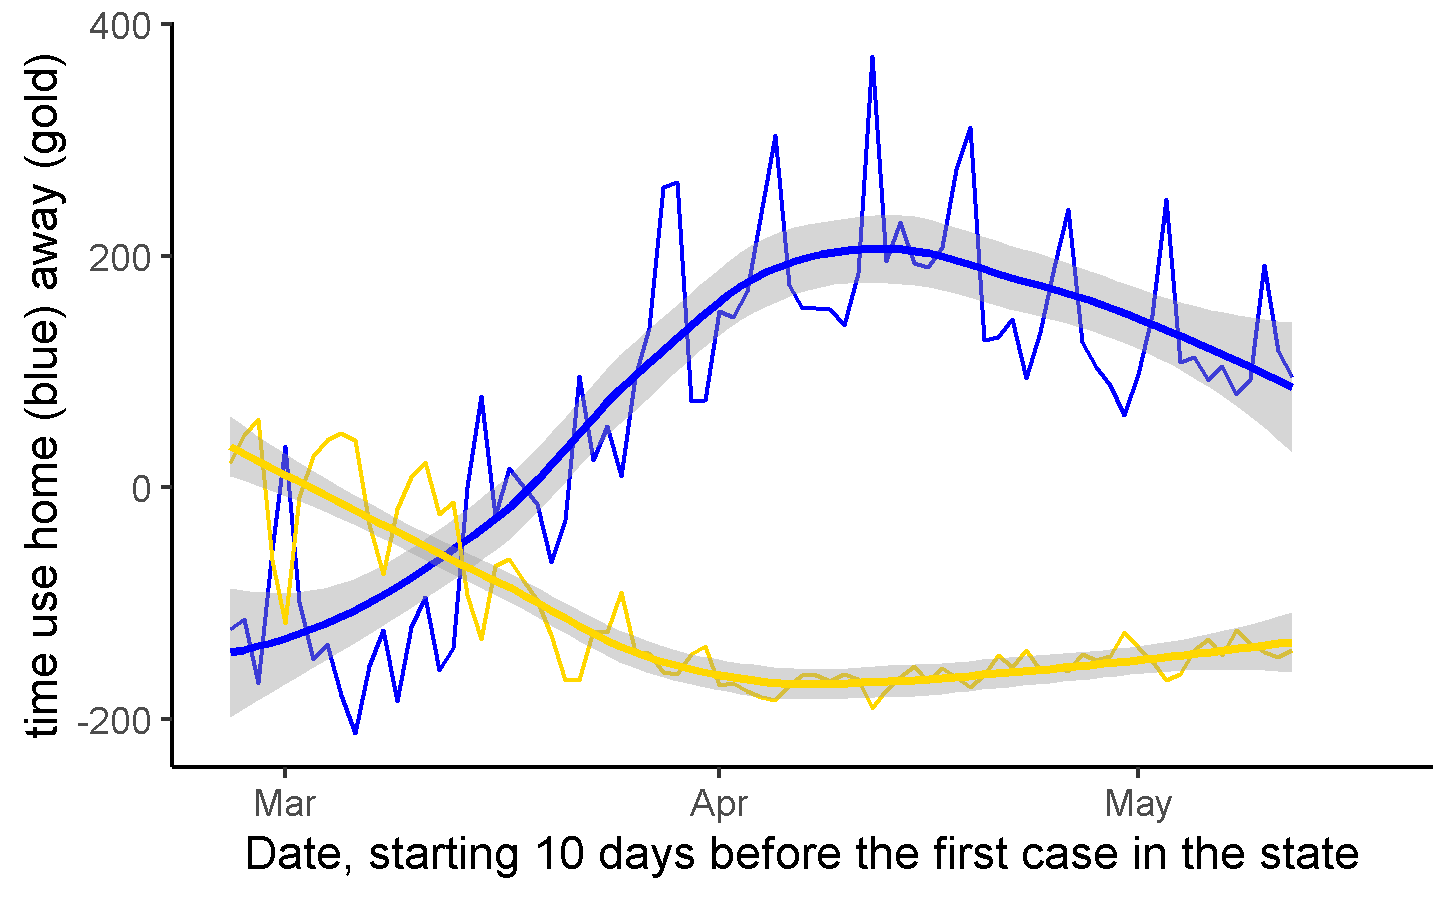 time use home (blue) away (gold)
400
200
0
-200
Mar
Apr
May
Date, starting 10 days before the first case in the state